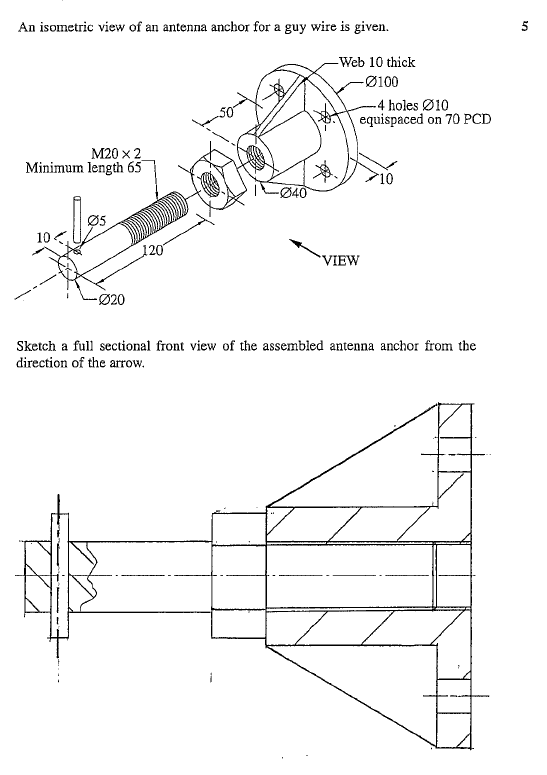 An isometric view of an antenna anchor for a guy wire is given.
5
Web 10 thick
Ø100
4 holes Ø10
equispaced on 70 PCD
50
M20 × 2
Minimum length 65
Ø40
10
Ø5
10
120
VIEW
Ø20
Sketch a full sectional front view of the assembled antenna anchor from the
direction of the arrow.